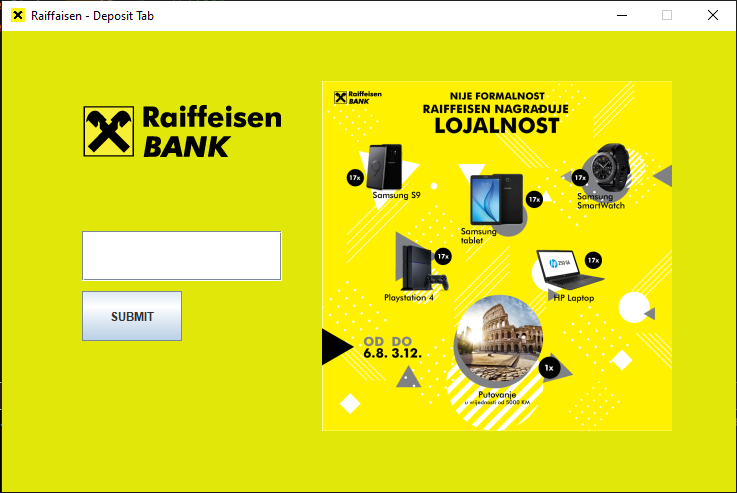 Raiffaisen - Deposit Tab
Raiffeisen
BANK
SUBMIT
Raiffeisen
BANK
NIJE FORMALNOST
RAIFFEISEN NAGRAĐUJE
LOJALNOST
17x
Samsung S9
17x
Samsung
tablet
17x
Samsung
SmartWatch
17x
Playstation 4
17x
HP Laptop
OD DO
6.8. 3.12.
1x
Putovanje
u vrijednosti od 5000 KM